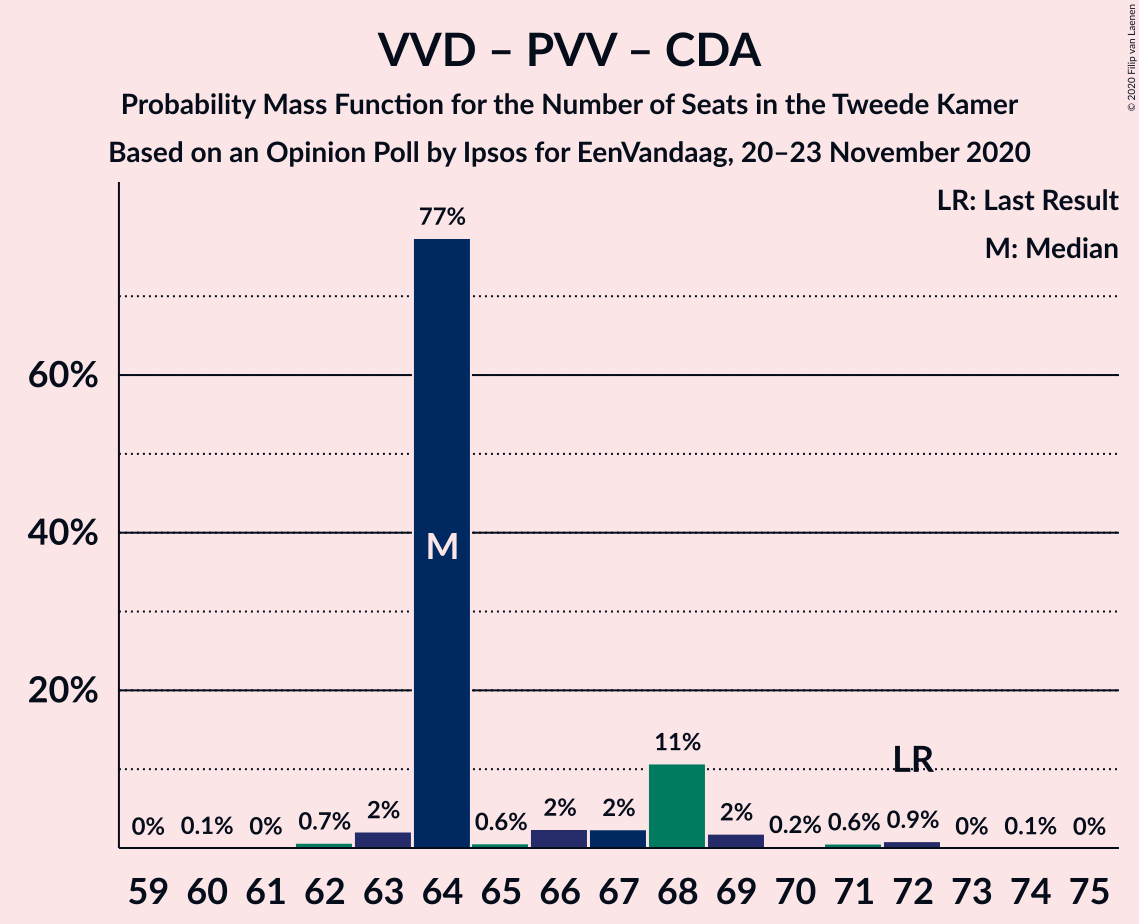 VVD – PVV – CDA
Probability Mass Function for the Number of Seats in the Tweede Kamer
Based on an Opinion Poll by Ipsos for EenVandaag, 20–23 November 2020
© 2020 Filip van Laenen
LR: Last Result
M: Median
60%
40%
20%
0% 0.1% 0% 0.7% 2% 77% 0.6% 2% 2% 11% 2% 0.2% 0.6% 0.9% 0% 0.1% 0%
M
LR
59 60 61 62 63 64 65 66 67 68 69 70 71 72 73 74 75